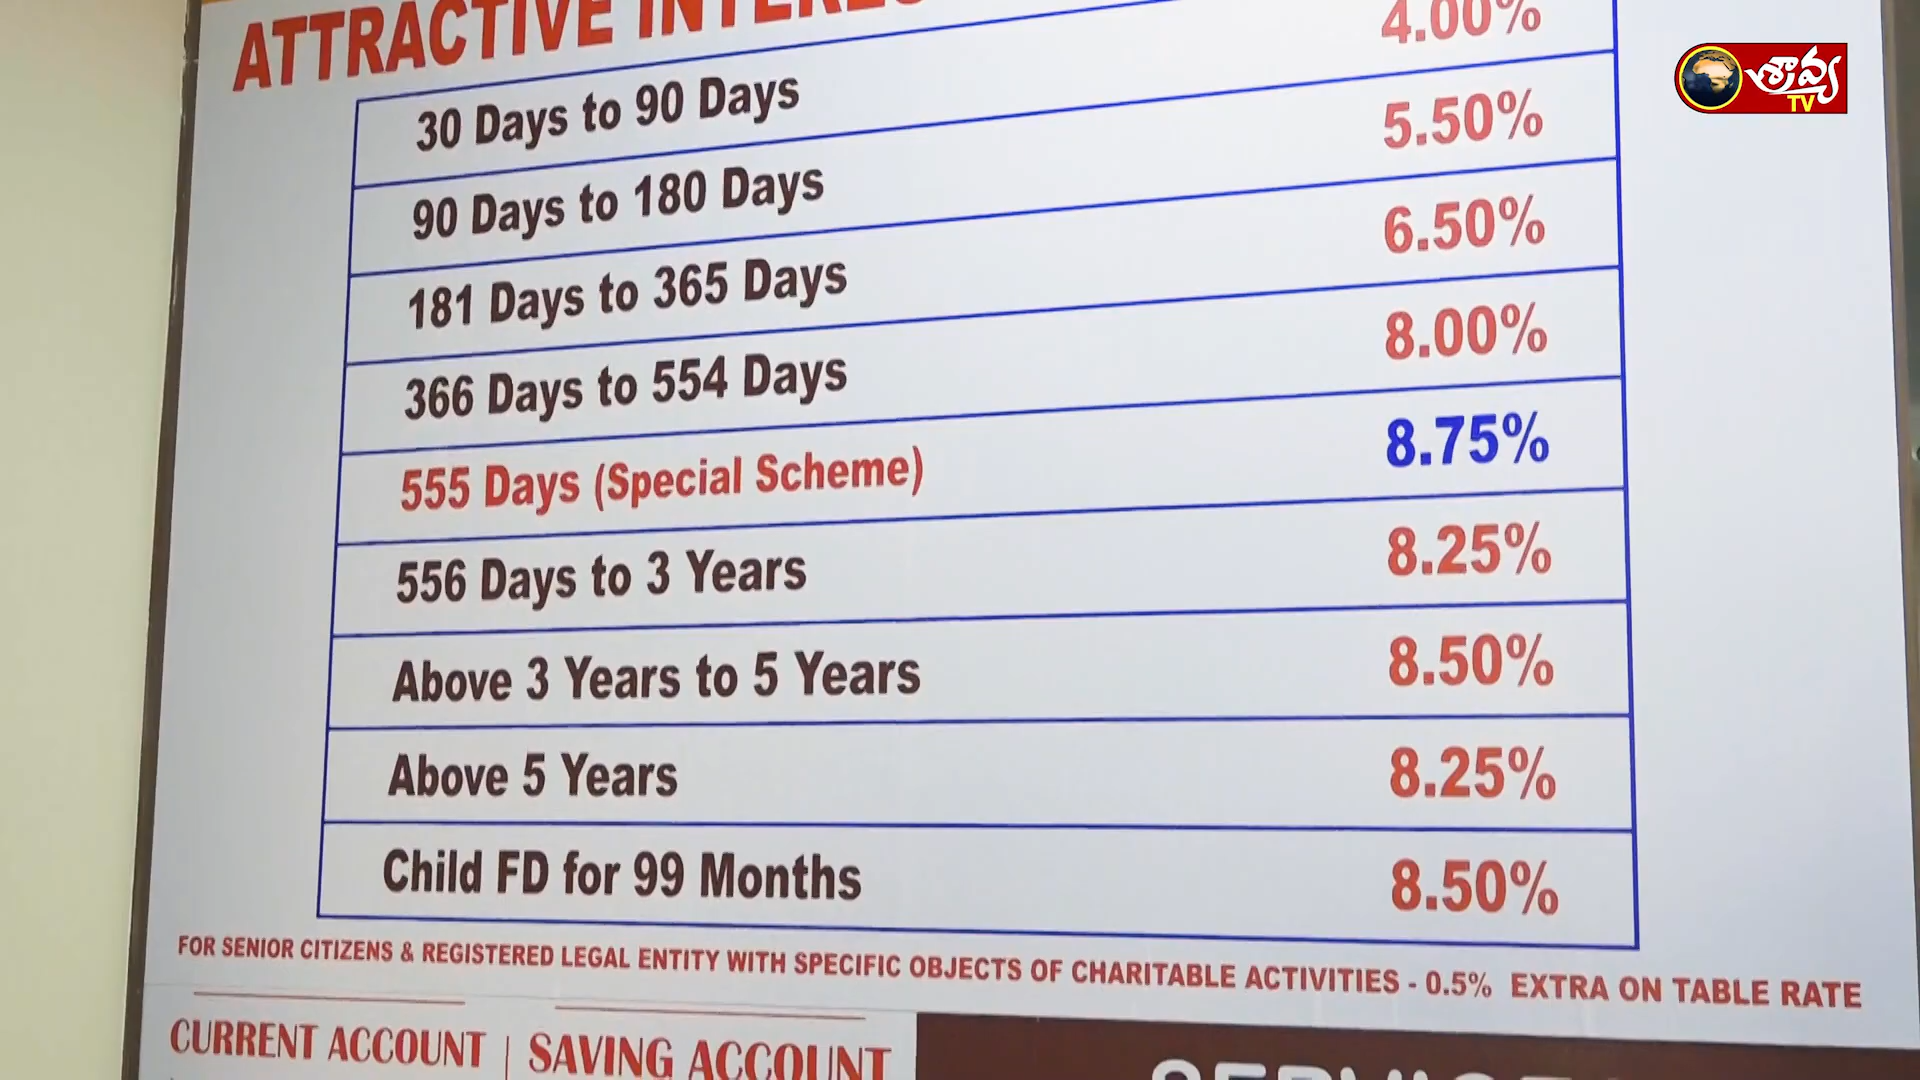 ATTRACTIVE INTERES
30 Days to 90 Days 4.00%
90 Days to 180 Days 5.50%
181 Days to 365 Days 6.50%
366 Days to 554 Days 8.00%
555 Days (Special Scheme) 8.75%
556 Days to 3 Years 8.25%
Above 3 Years to 5 Years 8.50%
Above 5 Years 8.25%
Child FD for 99 Months 8.50%
FOR SENIOR CITIZENS & REGISTERED LEGAL ENTITY WITH SPECIFIC OBJECTS OF CHARITABLE ACTIVITIES - 0.5% EXTRA ON TABLE RATE
CURRENT ACCOUNT | SAVING ACCOUNT
శ్రావ్య
TV